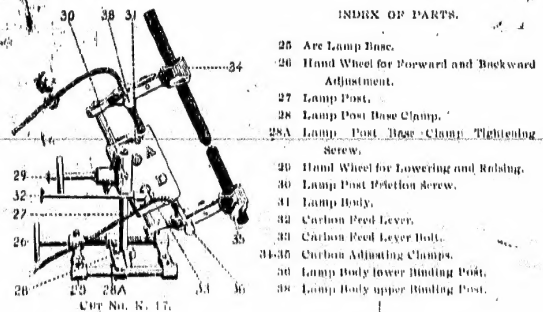 30 38 31
34
29
32
27
26
35
28 25 28A 33 36
CUT No. K. 17.
INDEX OF PARTS.
25 Arc Lamp Base.
26 Hand Wheel for Forward and Backward
Adjustment.
27 Lamp Post.
28 Lamp Post Base Clamp.
28A Lamp Post Base Clamp Tightening
Screw.
29 Hand Wheel for Lowering and Raising.
30 Lamp Post Friction Screw.
31 Lamp Body.
32 Carbon Feed Lever.
33 Carbon Feed Lever Bolt.
34-35 Carbon Adjusting Clamps.
36 Lamp Body lower Binding Post.
38 Lamp Body upper Binding Post.